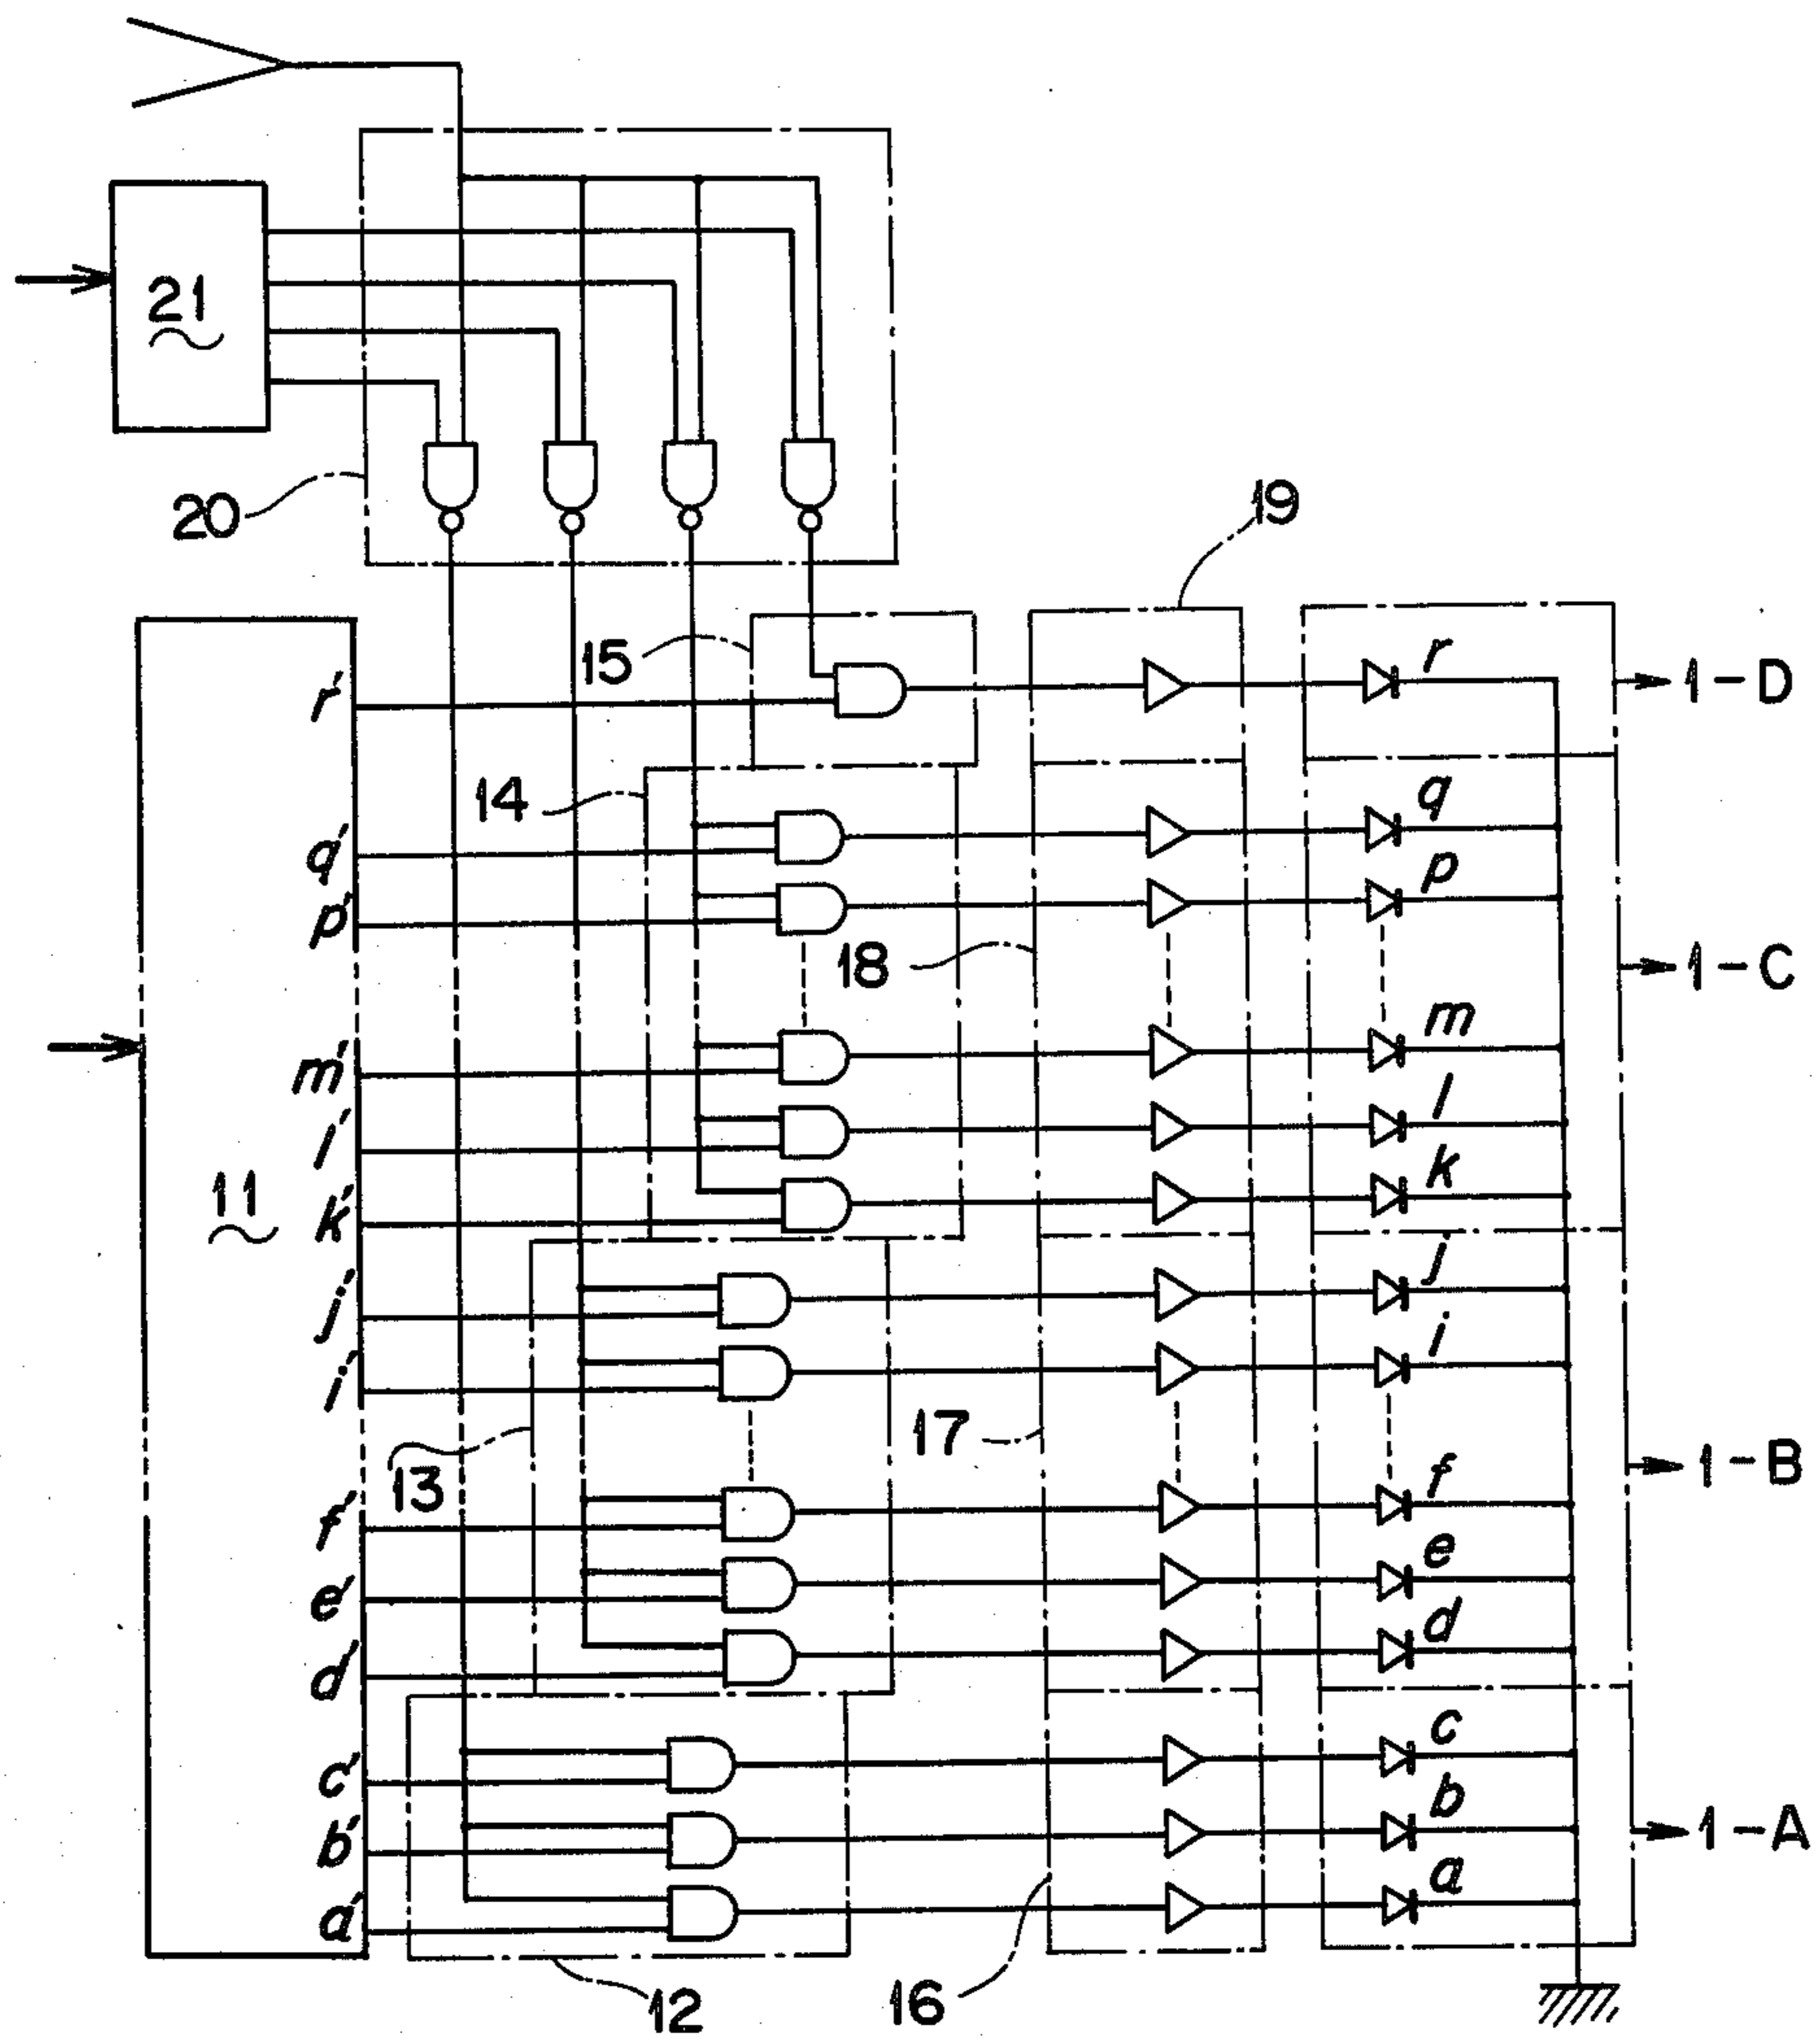 21
20
19
15
r'
r
1-D
14
q'
q
p'
p
18
1-C
m'
m
l'
l
11
k'
k
j'
j
i'
i
17
13
1-B
f'
f
e'
e
d'
d
c'
c
b'
b
1-A
a'
a
12
16